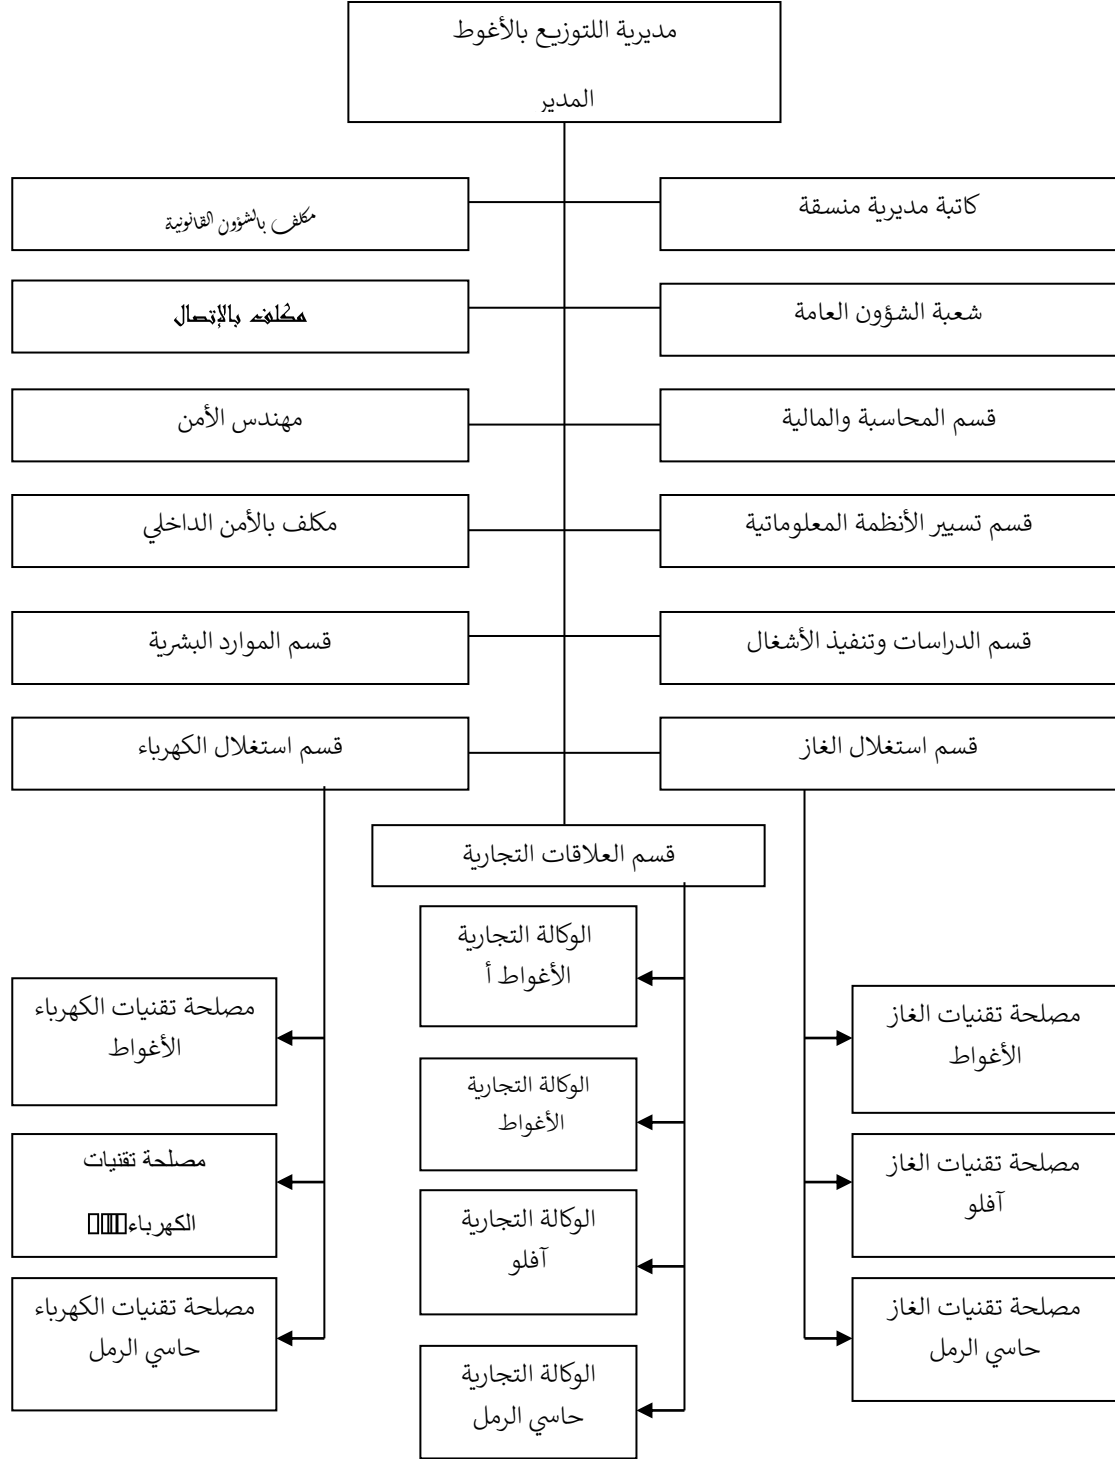 مديرية اللتوزيع بالأغوط
المدير
كاتبة مديرية منسقة
مكلف بالشؤون القانونية
شعبة الشؤون العامة
مكلف بالإتصال
قسم المحاسبة والمالية
مهندس الأمن
قسم تسيير الأنظمة المعلوماتية
مكلف بالأمن الداخلي
قسم الدراسات وتنفيذ الأشغال
قسم الموارد البشرية
قسم استغلال الغاز
قسم استغلال الكهرباء
قسم العلاقات التجارية
مصلحة تقنيات الغاز
الأغواط
مصلحة تقنيات الغاز
آفلو
مصلحة تقنيات الغاز
حاسي الرمل
الوكالة التجارية
الأغواط أ
الوكالة التجارية
الأغواط
الوكالة التجارية
آفلو
الوكالة التجارية
حاسي الرمل
مصلحة تقنيات الكهرباء
الأغواط
مصلحة تقنيات
الكهرباء
مصلحة تقنيات الكهرباء
حاسي الرمل